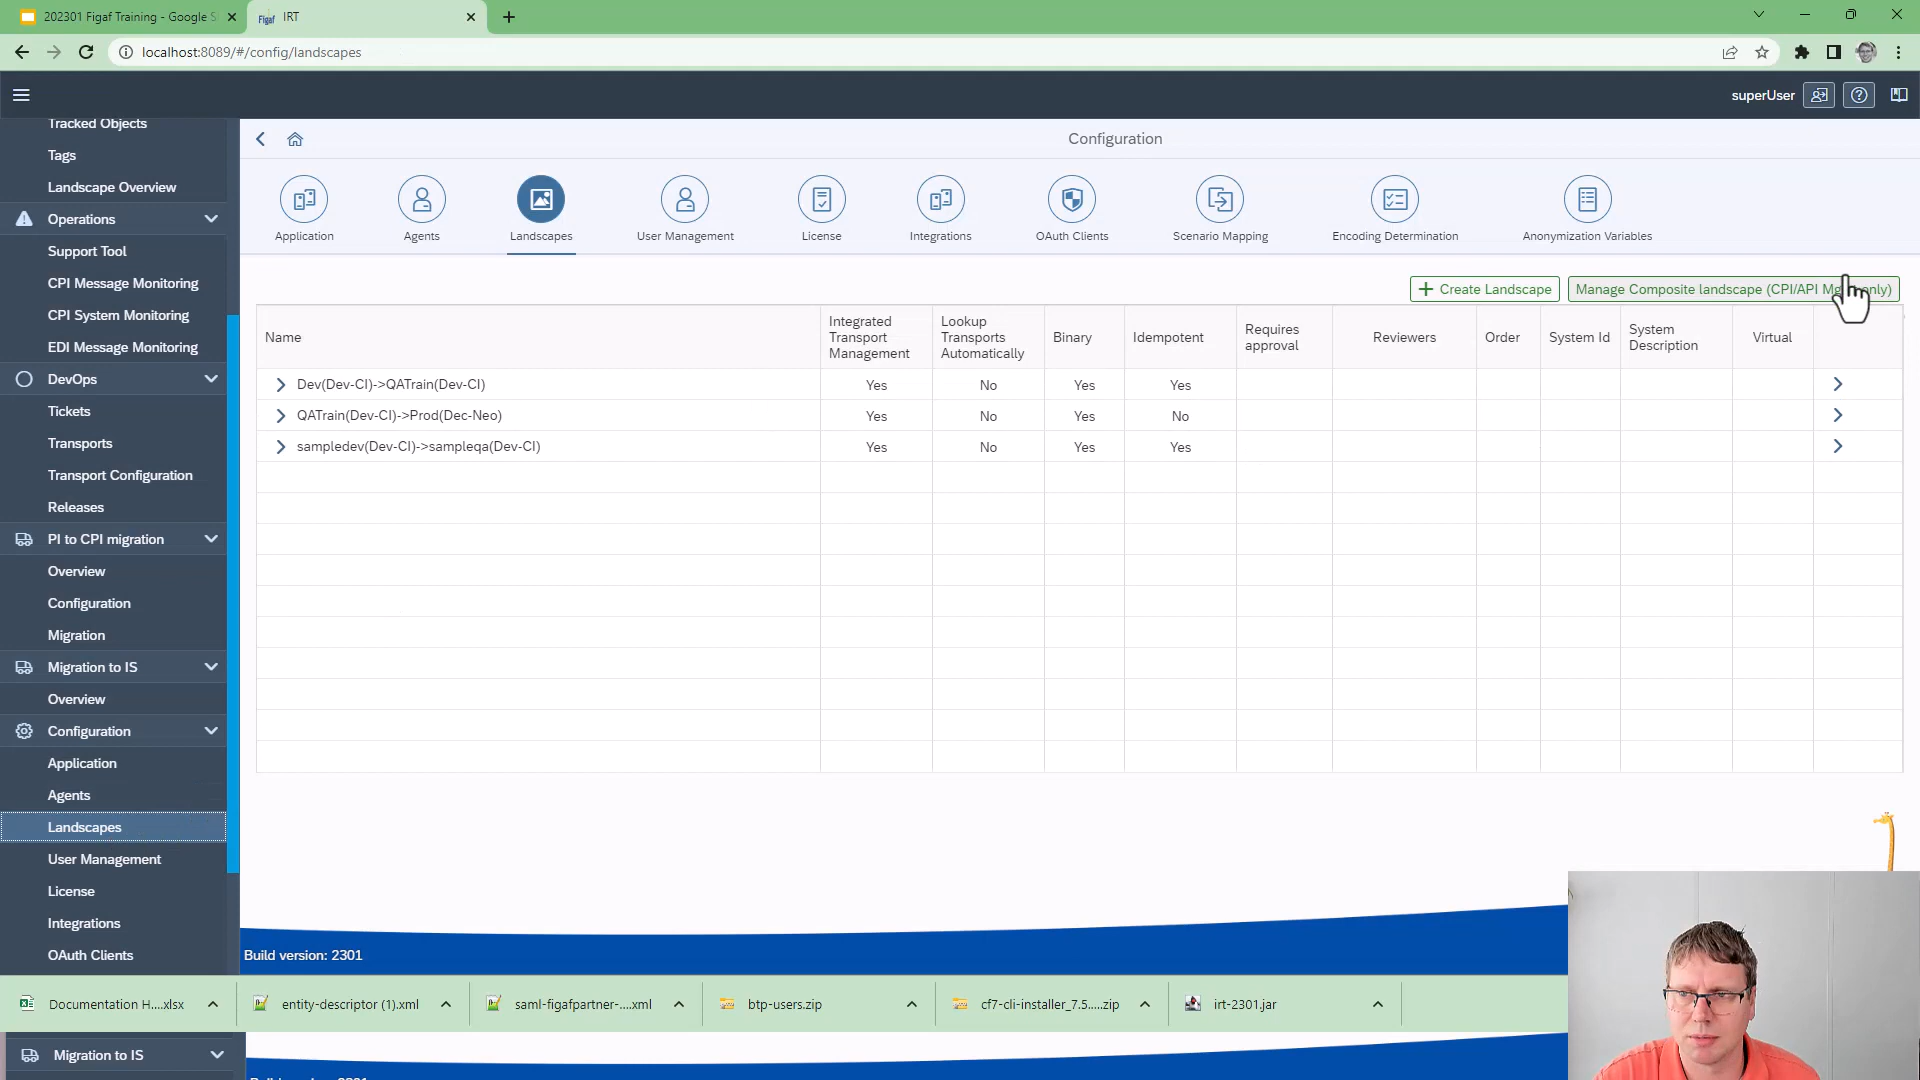 202301 Figaf Training - Google S
Figaf IRT
localhost:8089/#/config/landscapes
superUser
Tracked Objects
Tags
Landscape Overview
Operations
Support Tool
CPI Message Monitoring
CPI System Monitoring
EDI Message Monitoring
DevOps
Tickets
Transports
Transport Configuration
Releases
PI to CPI migration
Overview
Configuration
Migration
Migration to IS
Overview
Configuration
Application
Agents
Landscapes
User Management
License
Integrations
OAuth Clients
Configuration
Application
Agents
Landscapes
User Management
License
Integrations
OAuth Clients
Scenario Mapping
Encoding Determination
Anonymization Variables
Create Landscape
Manage Composite landscape (CPI/API only)
Name
Integrated
Transport
Management
Lookup
Transports
Automatically
Binary
Idempotent
Requires
approval
Reviewers
Order
System Id
System
Description
Virtual
Dev(Dev-CI)->QATrain(Dev-CI) Yes No Yes Yes
QATrain(Dev-CI)->Prod(Dec-Neo) Yes No Yes No
sampledev(Dev-CI)->sampleqa(Dev-CI) Yes No Yes Yes
Build version: 2301
Documentation H....xlsx
entity-descriptor (1).xml
saml-figafpartner-....xml
btp-users.zip
cf7-cli-installer_7.5.....zip
irt-2301.jar
Migration to IS